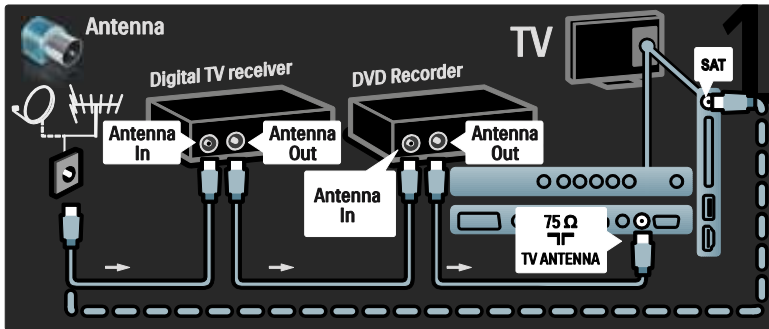 Antenna
TV
1
SAT
Digital TV receiver
DVD Recorder
Antenna
In
Antenna
Out
Antenna
In
Antenna
Out
75 Ω
TV ANTENNA